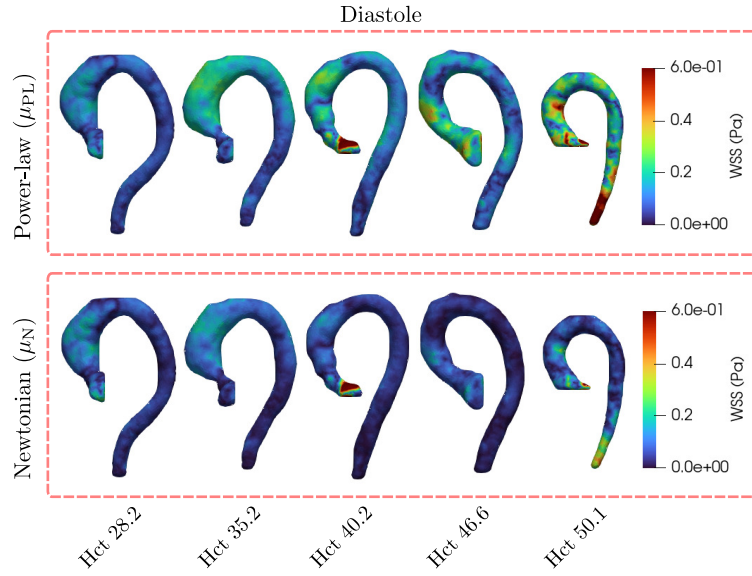 Diastole
Power-law (μPL)
6.0e-01
0.4
0.2
0.0e+00
WSS (Pa)
Newtonian (μN)
6.0e-01
0.4
0.2
0.0e+00
WSS (Pa)
Hct 28.2
Hct 35.2
Hct 40.2
Hct 46.6
Hct 50.1